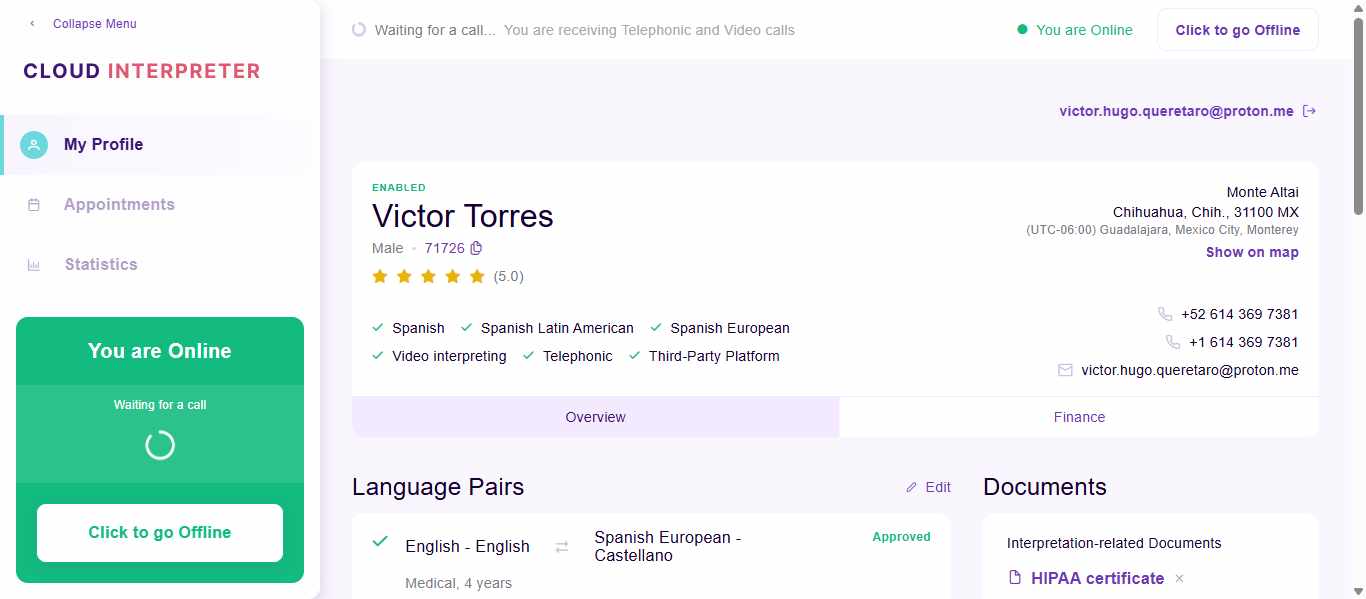 Collapse Menu
CLOUD INTERPRETER
My Profile
Appointments
Statistics
You are Online
Waiting for a call
Click to go Offline
Waiting for a call... You are receiving Telephonic and Video calls
You are Online
Click to go Offline
victor.hugo.queretaro@proton.me
ENABLED
Victor Torres
Male • 71726
(5.0)
Spanish Spanish Latin American Spanish European
Video interpreting Telephonic Third-Party Platform
Monte Altai
Chihuahua, Chih., 31100 MX
(UTC-06:00) Guadalajara, Mexico City, Monterey
Show on map
+52 614 369 7381
+1 614 369 7381
victor.hugo.queretaro@proton.me
Overview
Finance
Language Pairs
Edit
English - English
Spanish European -
Castellano
Approved
Medical, 4 years
Documents
Interpretation-related Documents
HIPAA certificate